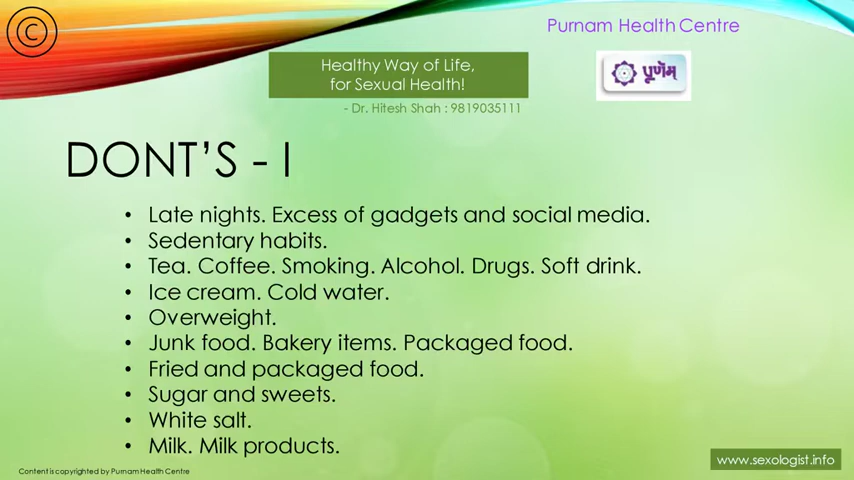 ©
Purnam Health Centre
Healthy Way of Life,
for Sexual Health!
- Dr. Hitesh Shah : 9819035111
पूर्णम्
DONT'S - I
• Late nights. Excess of gadgets and social media.
• Sedentary habits.
• Tea. Coffee. Smoking. Alcohol. Drugs. Soft drink.
• Ice cream. Cold water.
• Overweight.
• Junk food. Bakery items. Packaged food.
• Fried and packaged food.
• Sugar and sweets.
• White salt.
• Milk. Milk products.
www.sexologist.info
Content is copyrighted by Purnam Health Centre